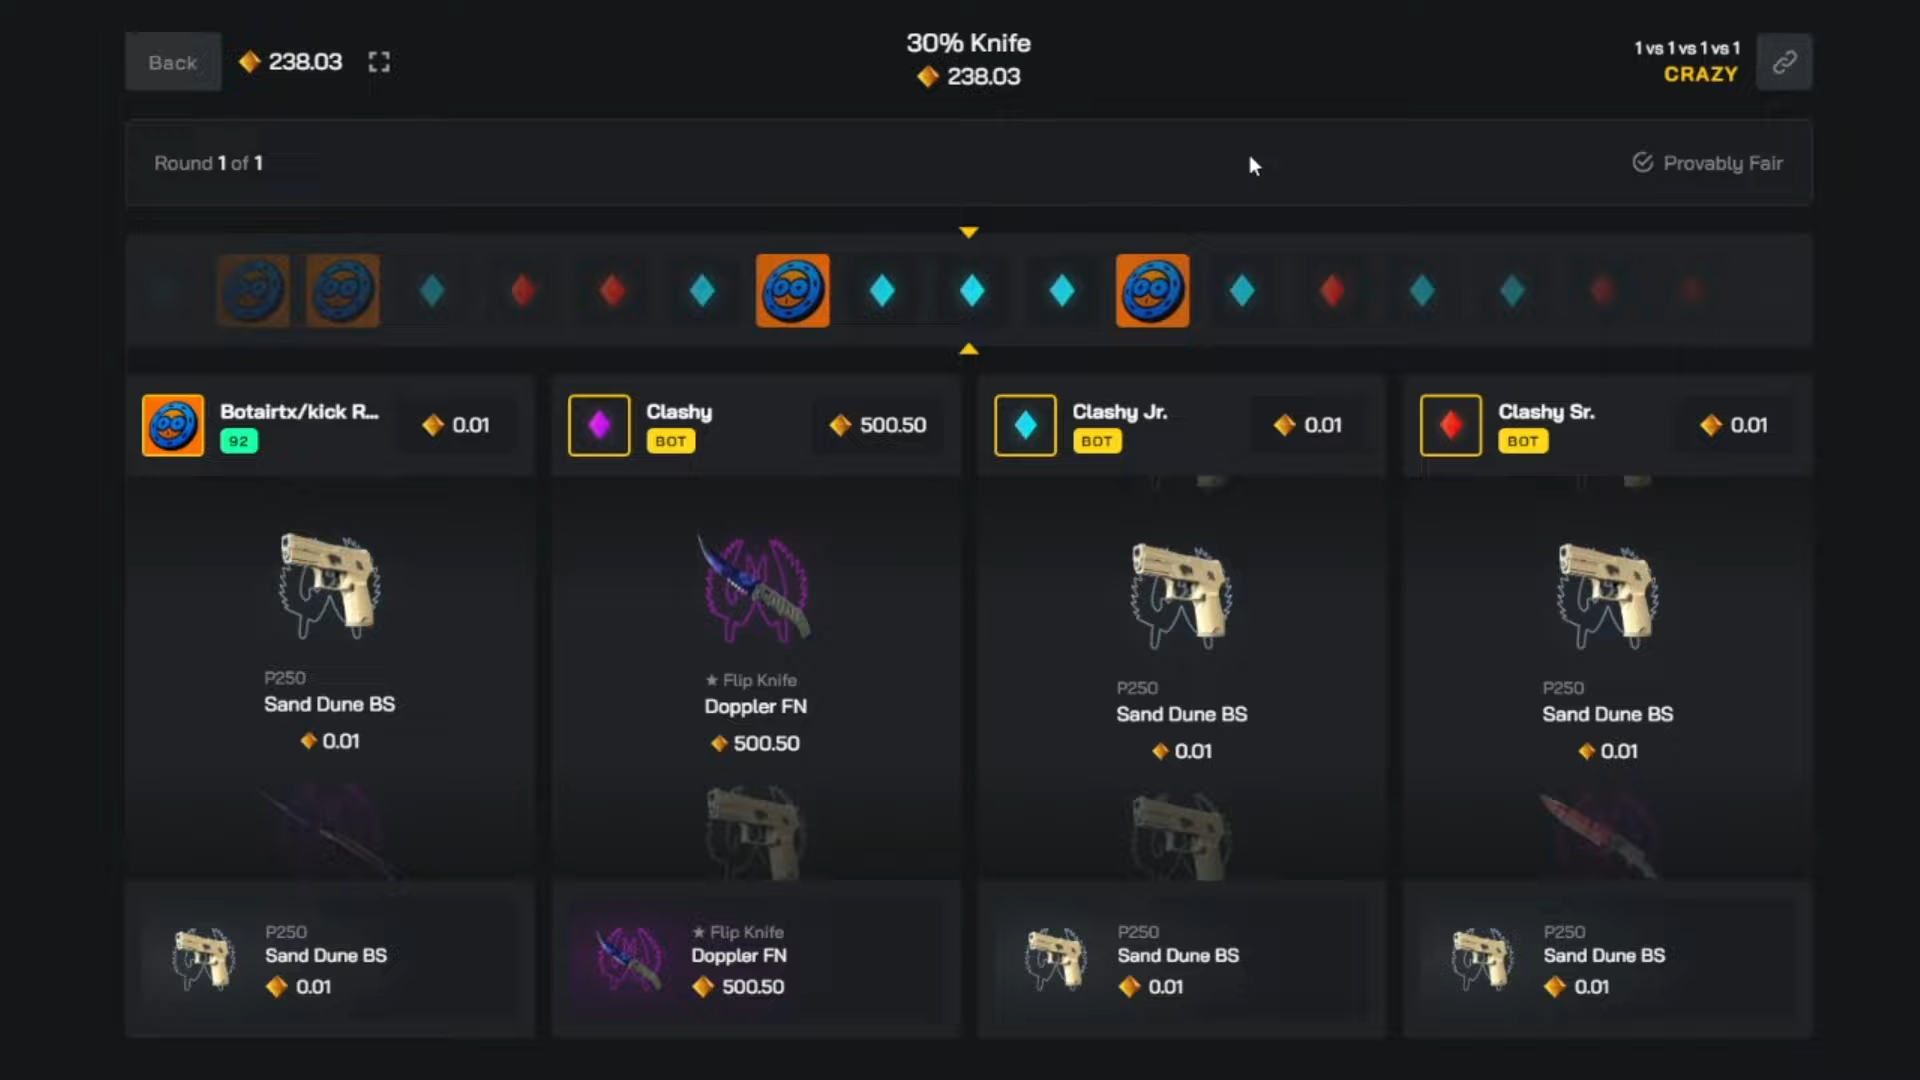 Back
238.03
30% Knife
238.03
1 vs 1 vs 1 vs 1
CRAZY
Round 1 of 1
Provably Fair
Botairtx/kick R...
92
0.01
Clashy
BOT
500.50
Clashy Jr.
BOT
0.01
Clashy Sr.
BOT
0.01
P250
Sand Dune BS
0.01
★ Flip Knife
Doppler FN
500.50
P250
Sand Dune BS
0.01
P250
Sand Dune BS
0.01
P250
Sand Dune BS
0.01
★ Flip Knife
Doppler FN
500.50
P250
Sand Dune BS
0.01
P250
Sand Dune BS
0.01